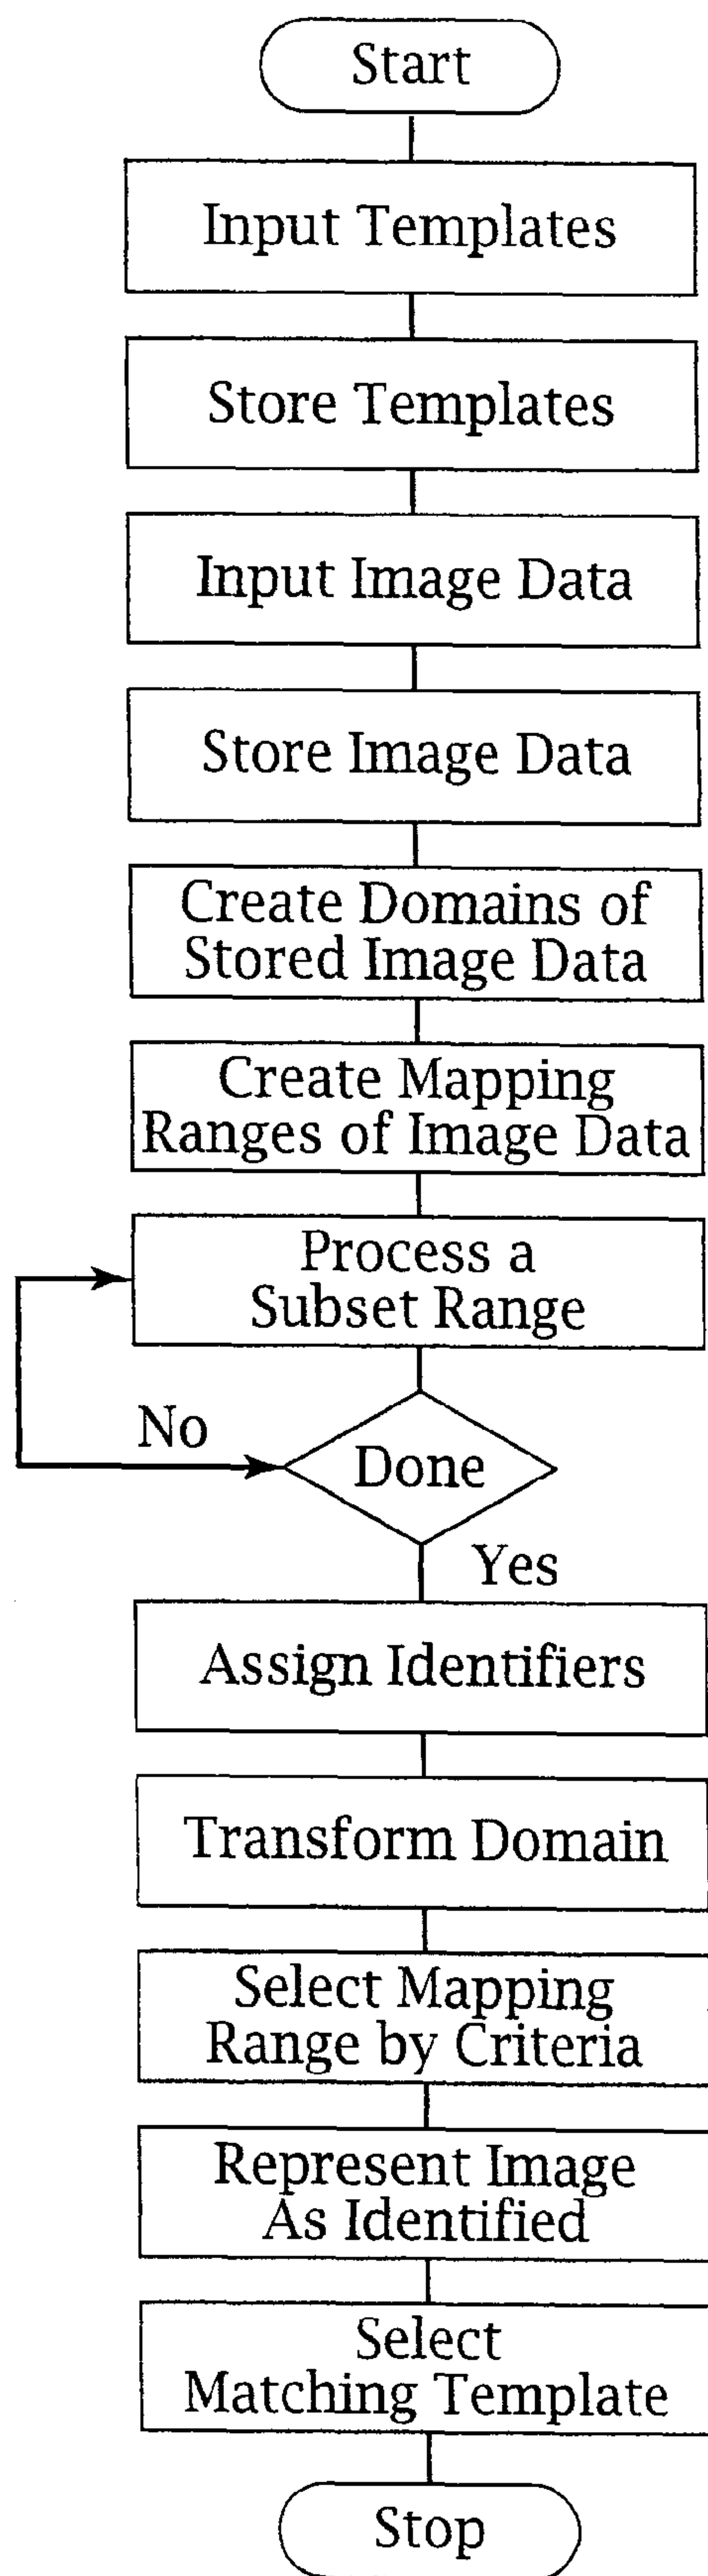 Start
Input Templates
Store Templates
Input Image Data
Store Image Data
Create Domains of
Stored Image Data
Create Mapping
Ranges of Image Data
Process a
Subset Range
No
Done
Yes
Assign Identifiers
Transform Domain
Select Mapping
Range by Criteria
Represent Image
As Identified
Select
Matching Template
Stop